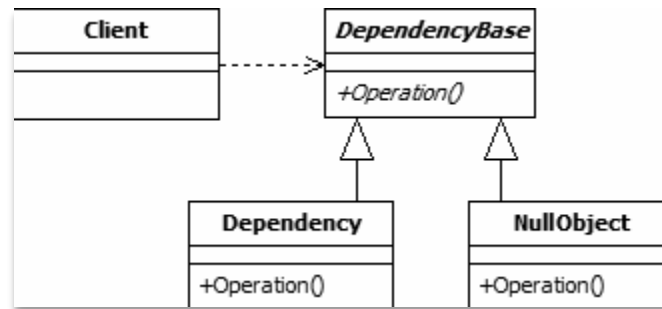 Client
DependencyBase
+Operation()
Dependency
NullObject
+Operation()
+Operation()